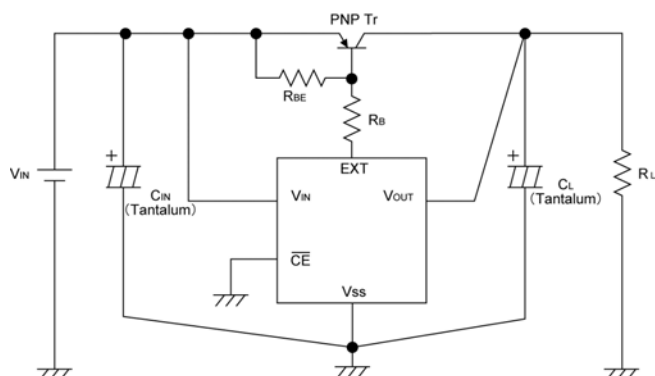 PNP Tr
RBE
RB
EXT
+
+
VIN
CIN
(Tantalum)
VIN
VOUT
CL
(Tantalum)
RL
CE
Vss